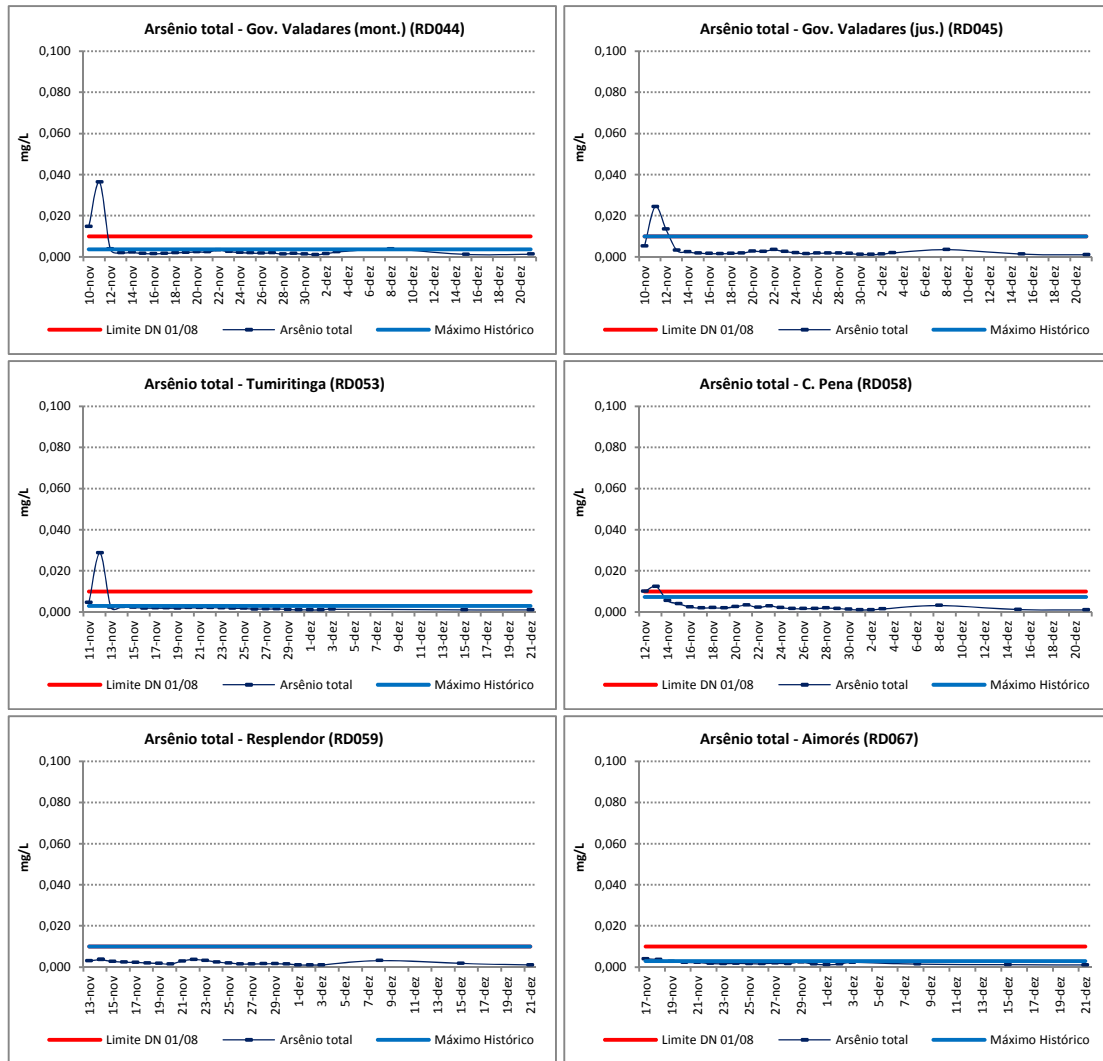 Arsênio total - Gov. Valadares (mont.) (RD044)
0,100
0,080
0,060
0,040
0,020
0,000
mg/L
10-nov
12-nov
14-nov
16-nov
18-nov
20-nov
22-nov
24-nov
26-nov
28-nov
30-nov
2-dez
4-dez
6-dez
8-dez
10-dez
12-dez
14-dez
16-dez
18-dez
20-dez
Limite DN 01/08 Arsênio total Máximo Histórico
Arsênio total - Gov. Valadares (jus.) (RD045)
0,100
0,080
0,060
0,040
0,020
0,000
mg/L
10-nov
12-nov
14-nov
16-nov
18-nov
20-nov
22-nov
24-nov
26-nov
28-nov
30-nov
2-dez
4-dez
6-dez
8-dez
10-dez
12-dez
14-dez
16-dez
18-dez
20-dez
Limite DN 01/08 Arsênio total Máximo Histórico
Arsênio total - Tumiritinga (RD053)
0,100
0,080
0,060
0,040
0,020
0,000
mg/L
11-nov
13-nov
15-nov
17-nov
19-nov
21-nov
23-nov
25-nov
27-nov
29-nov
1-dez
3-dez
5-dez
7-dez
9-dez
11-dez
13-dez
15-dez
17-dez
19-dez
21-dez
Limite DN 01/08 Arsênio total Máximo Histórico
Arsênio total - C. Pena (RD058)
0,100
0,080
0,060
0,040
0,020
0,000
mg/L
12-nov
14-nov
16-nov
18-nov
20-nov
22-nov
24-nov
26-nov
28-nov
30-nov
2-dez
4-dez
6-dez
8-dez
10-dez
12-dez
14-dez
16-dez
18-dez
20-dez
Limite DN 01/08 Arsênio total Máximo Histórico
Arsênio total - Resplendor (RD059)
0,100
0,080
0,060
0,040
0,020
0,000
mg/L
13-nov
15-nov
17-nov
19-nov
21-nov
23-nov
25-nov
27-nov
29-nov
1-dez
3-dez
5-dez
7-dez
9-dez
11-dez
13-dez
15-dez
17-dez
19-dez
21-dez
Limite DN 01/08 Arsênio total Máximo Histórico
Arsênio total - Aimorés (RD067)
0,100
0,080
0,060
0,040
0,020
0,000
mg/L
17-nov
19-nov
21-nov
23-nov
25-nov
27-nov
29-nov
1-dez
3-dez
5-dez
7-dez
9-dez
11-dez
13-dez
15-dez
17-dez
19-dez
21-dez
Limite DN 01/08 Arsênio total Máximo Histórico